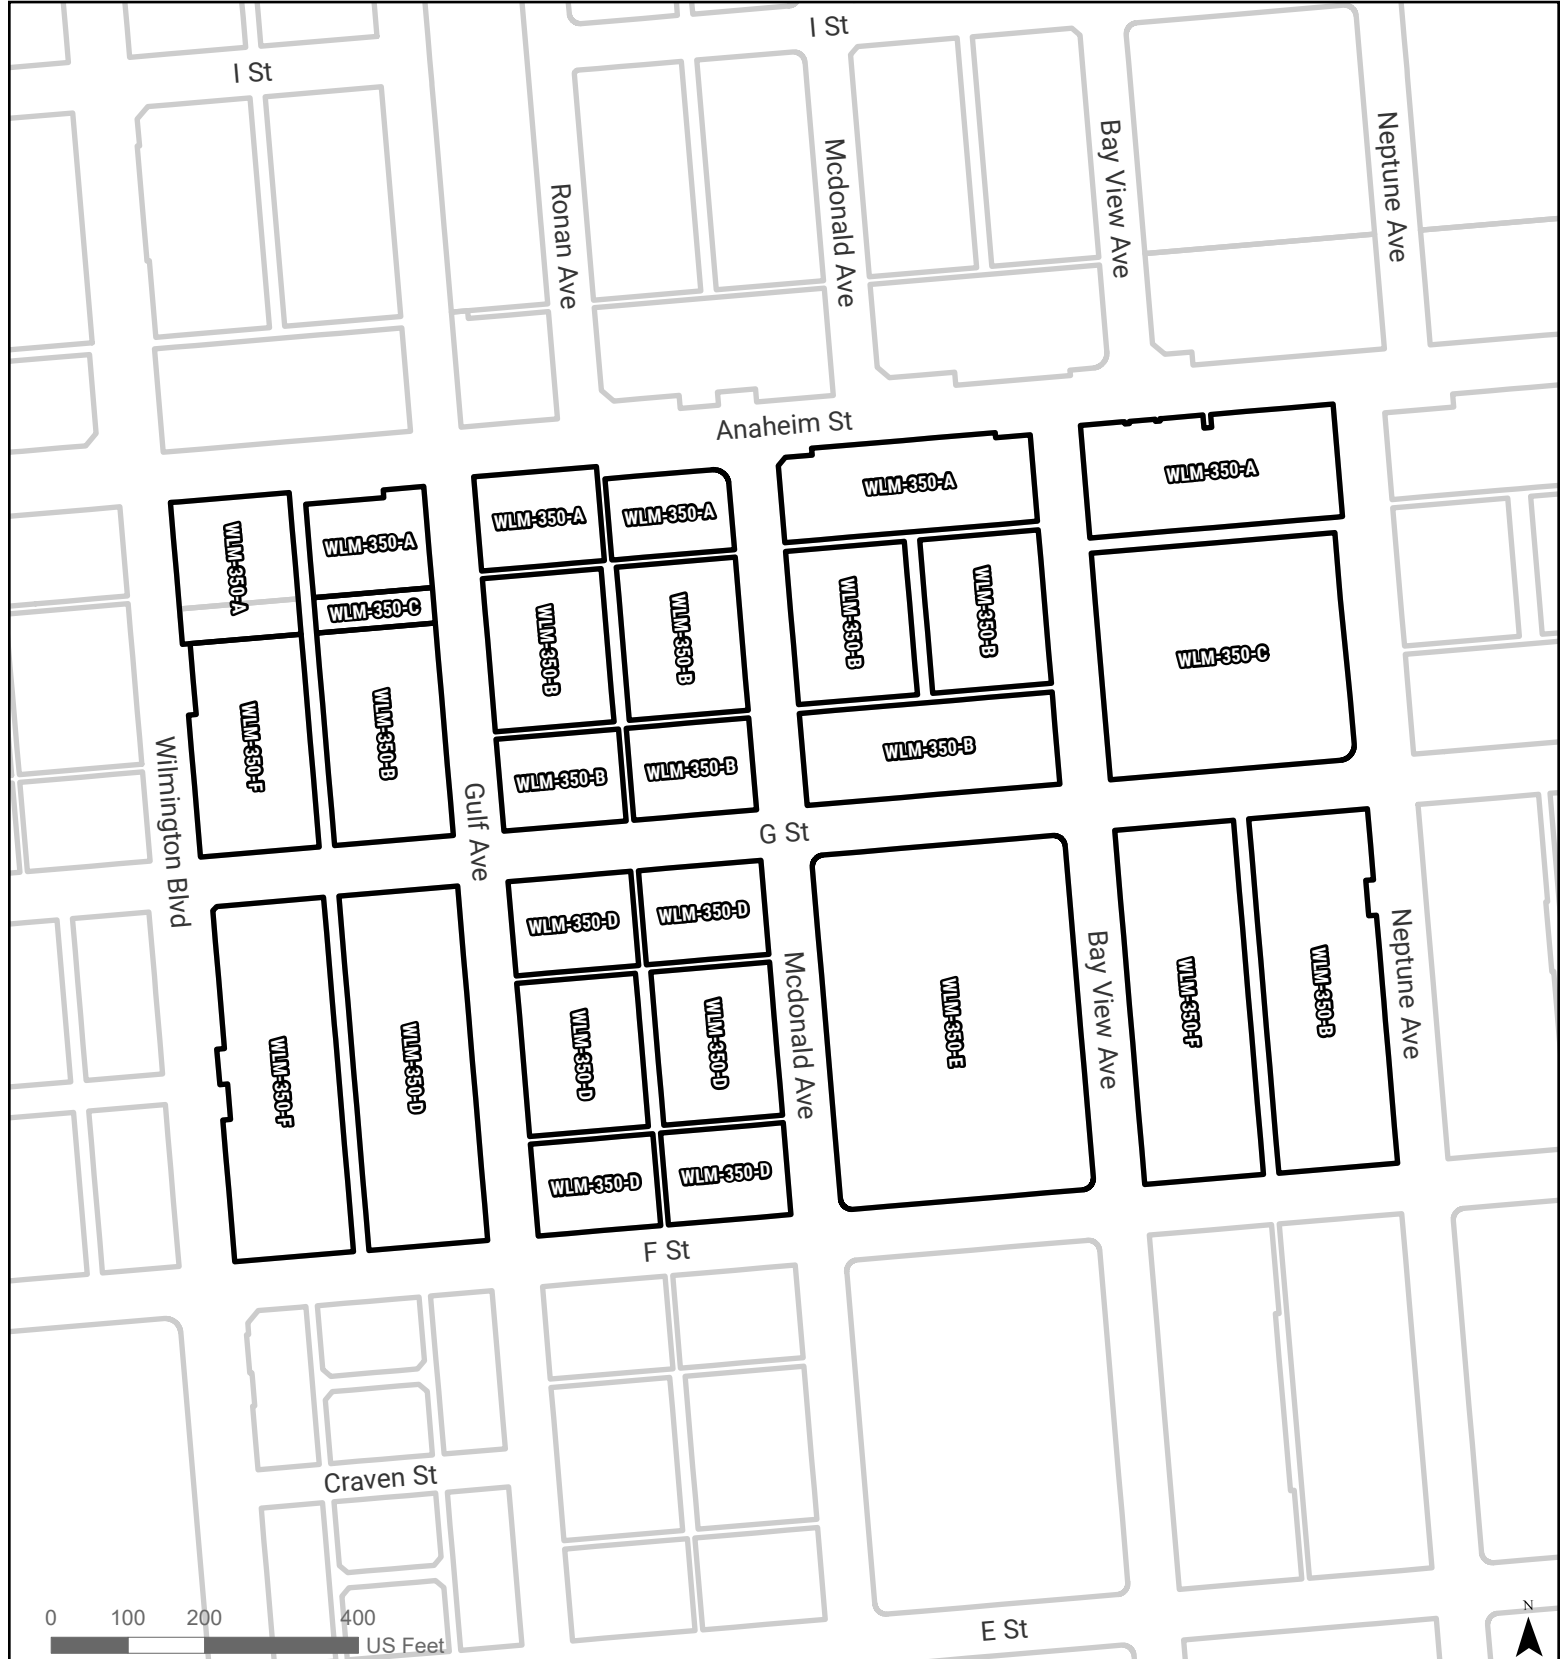 I St
I St
Ronan Ave
Mcdonald Ave
Bay View Ave
Neptune Ave
Anaheim St
WLM-350-A
WLM-350-A
WLM-350-A
WLM-350-A
WLM-350-A
WLM-350-A
WLM-350-C
WLM-350-B
WLM-350-B
WLM-350-B
WLM-350-B
WLM-350-C
WLM-350-F
WLM-350-B
WLM-350-B
WLM-350-B
WLM-350-B
Wilmington Blvd
Gulf Ave
G St
WLM-350-D
WLM-350-D
Mcdonald Ave
Bay View Ave
Neptune Ave
WLM-350-F
WLM-350-D
WLM-350-D
WLM-350-D
WLM-350-E
WLM-350-F
WLM-350-B
WLM-350-D
WLM-350-D
F St
Craven St
E St
0 100 200 400
US Feet
N